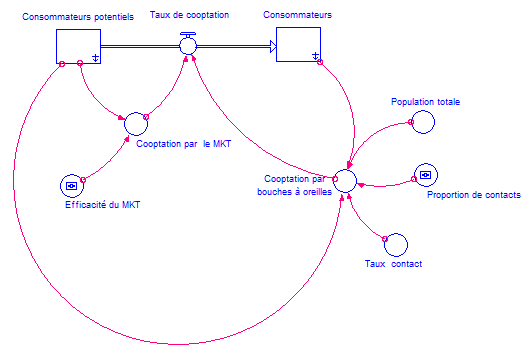 Consommateurs potentiels
Taux de cooptation
Consommateurs
Population totale
Cooptation par le MKT
Cooptation par
bouches à oreilles
Proportion de contacts
Efficacité du MKT
Taux contact